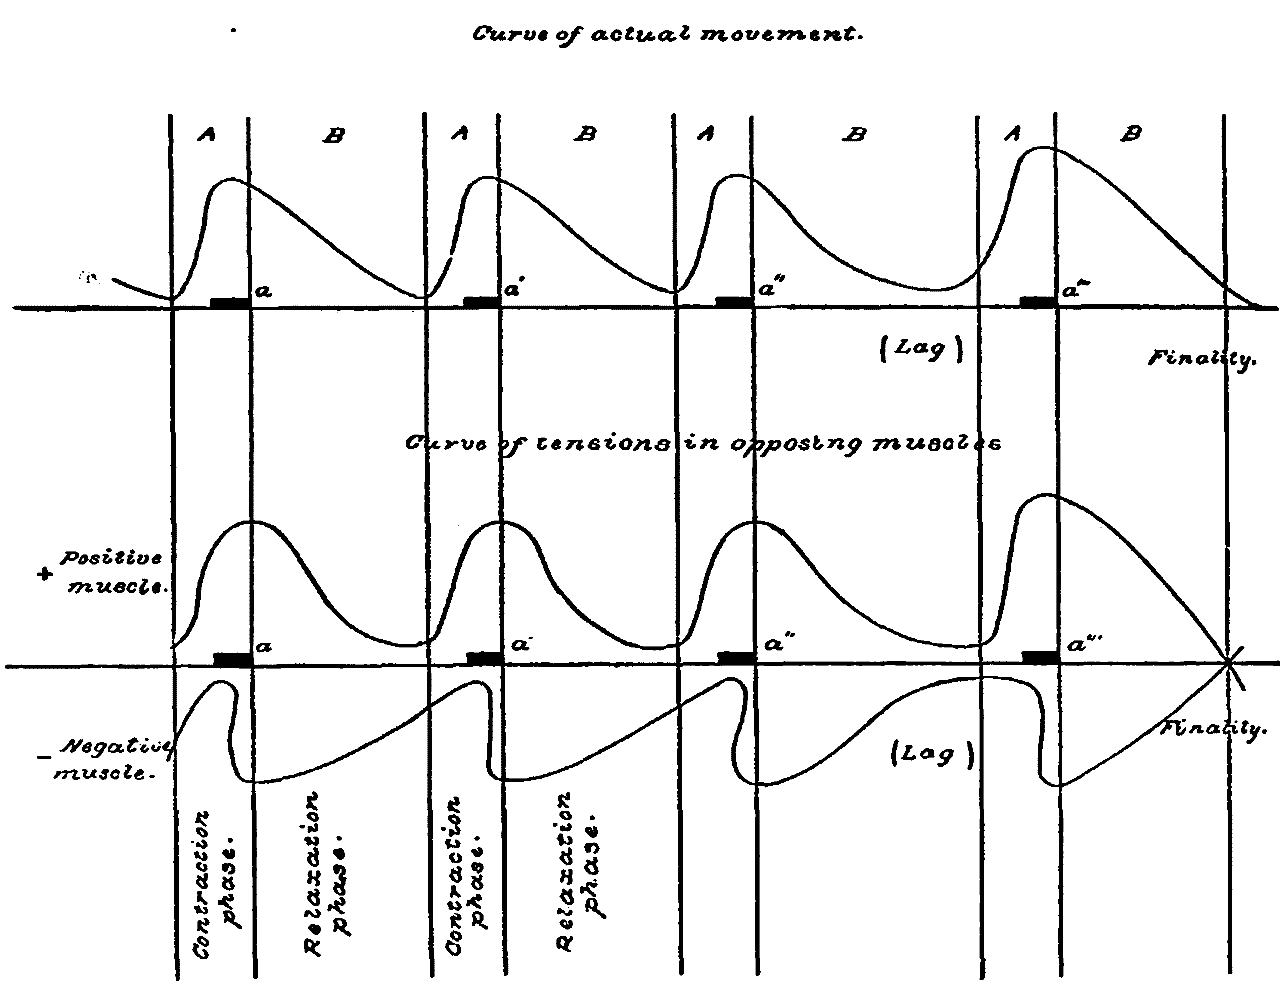 Curve of actual movement.
A B A B A B A B
a a' a'' a'''
(Lag)
Finality.
Curve of tensions in opposing muscles
+ Positive
muscle.
a a' a'' a'''
- Negative
muscle.
(Lag)
Finality.
Contraction
phase.
Relaxation
phase.
Contraction
phase.
Relaxation
phase.